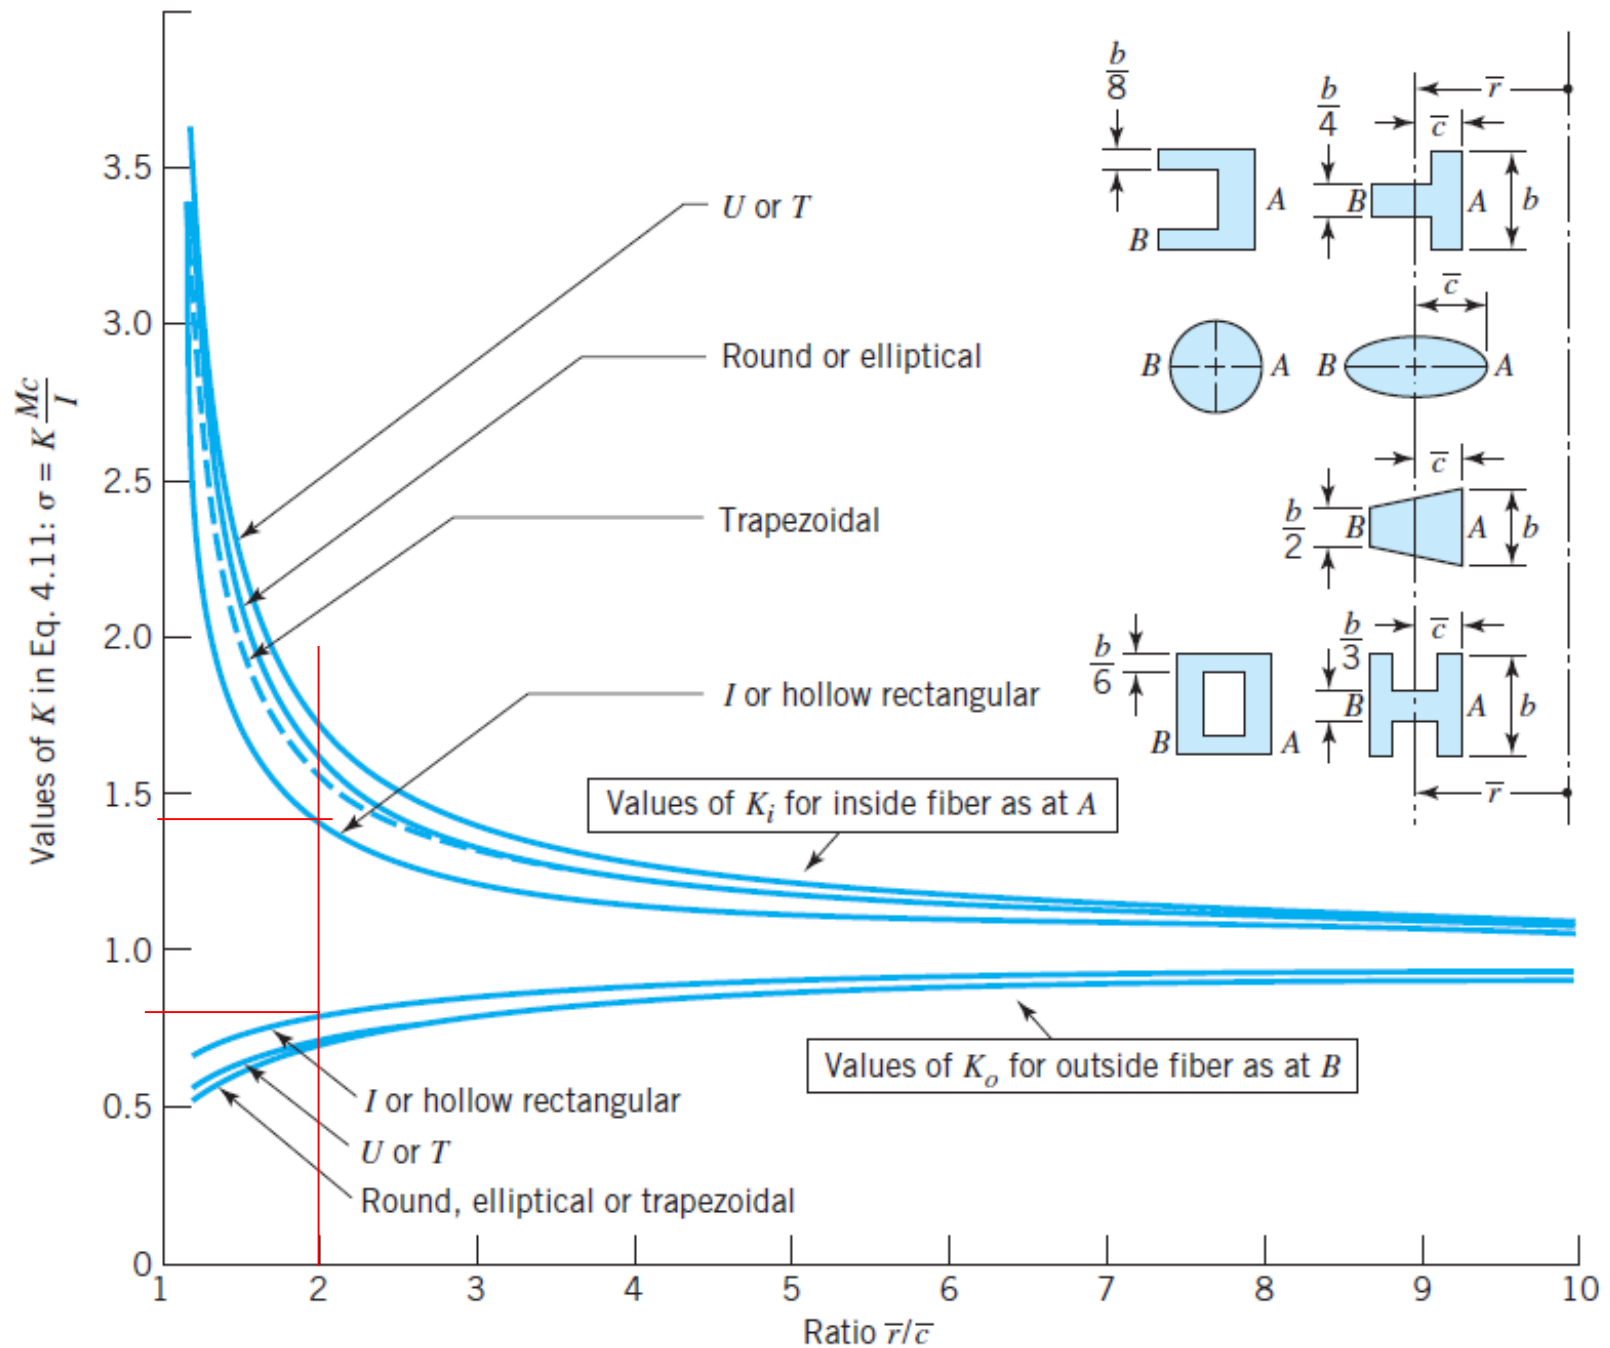 Values of K in Eq. 4.11: σ = K Mc/I
3.5
3.0
2.5
2.0
1.5
1.0
0.5
0
1
2
3
4
5
6
7
8
9
10
Ratio r̅/c̅
U or T
Round or elliptical
Trapezoidal
I or hollow rectangular
Values of Kᵢ for inside fiber as at A
Values of Kₒ for outside fiber as at B
I or hollow rectangular
U or T
Round, elliptical or trapezoidal
b/8
A
B
b/4
r̅
c̅
B
A
b
c̅
B
A
B
A
c̅
b/2
B
A
b
b/6
B
A
b/3
c̅
B
A
b
r̅